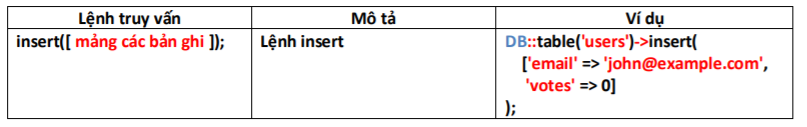 Lệnh truy vấn Mô tả Ví dụ
insert([ mảng các bản ghi ]); Lệnh insert DB::table('users')->insert(
['email' => 'john@example.com',
'votes' => 0]
);